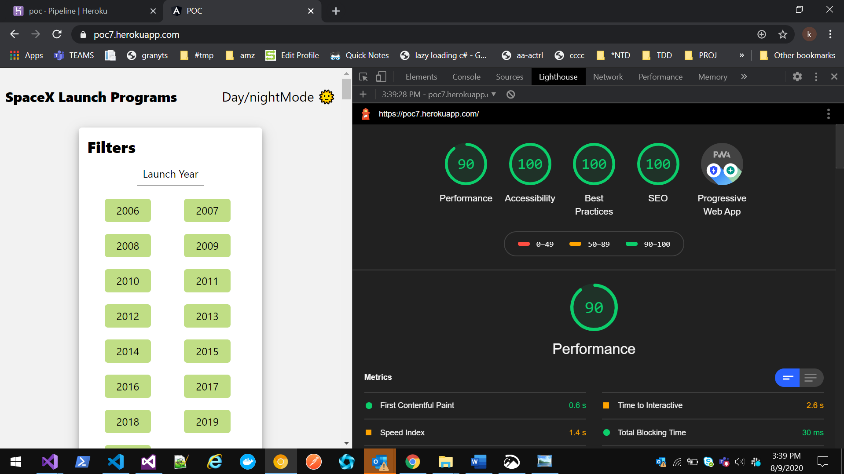 poc - Pipeline | Heroku
POC
poc7.herokuapp.com
k
Apps TEAMS granyts #tmp amz Edit Profile Quick Notes lazy loading c# - G... aa-actrl cccc *NTD TDD PROJ » Other bookmarks
Elements Console Sources Lighthouse Network Performance Memory »
3:39:28 PM - poc7.herokuapp.c
https://poc7.herokuapp.com/
SpaceX Launch Programs
Day/nightMode
Filters
Launch Year
2006 2007
2008 2009
2010 2011
2012 2013
2014 2015
2016 2017
2018 2019
90 100 100 100 PWA
Performance Accessibility Best Practices SEO Progressive Web App
0–49 50–89 90–100
90
Performance
Metrics
First Contentful Paint 0.6 s
Time to Interactive 2.6 s
Speed Index 1.4 s
Total Blocking Time 30 ms
3:39 PM
8/9/2020